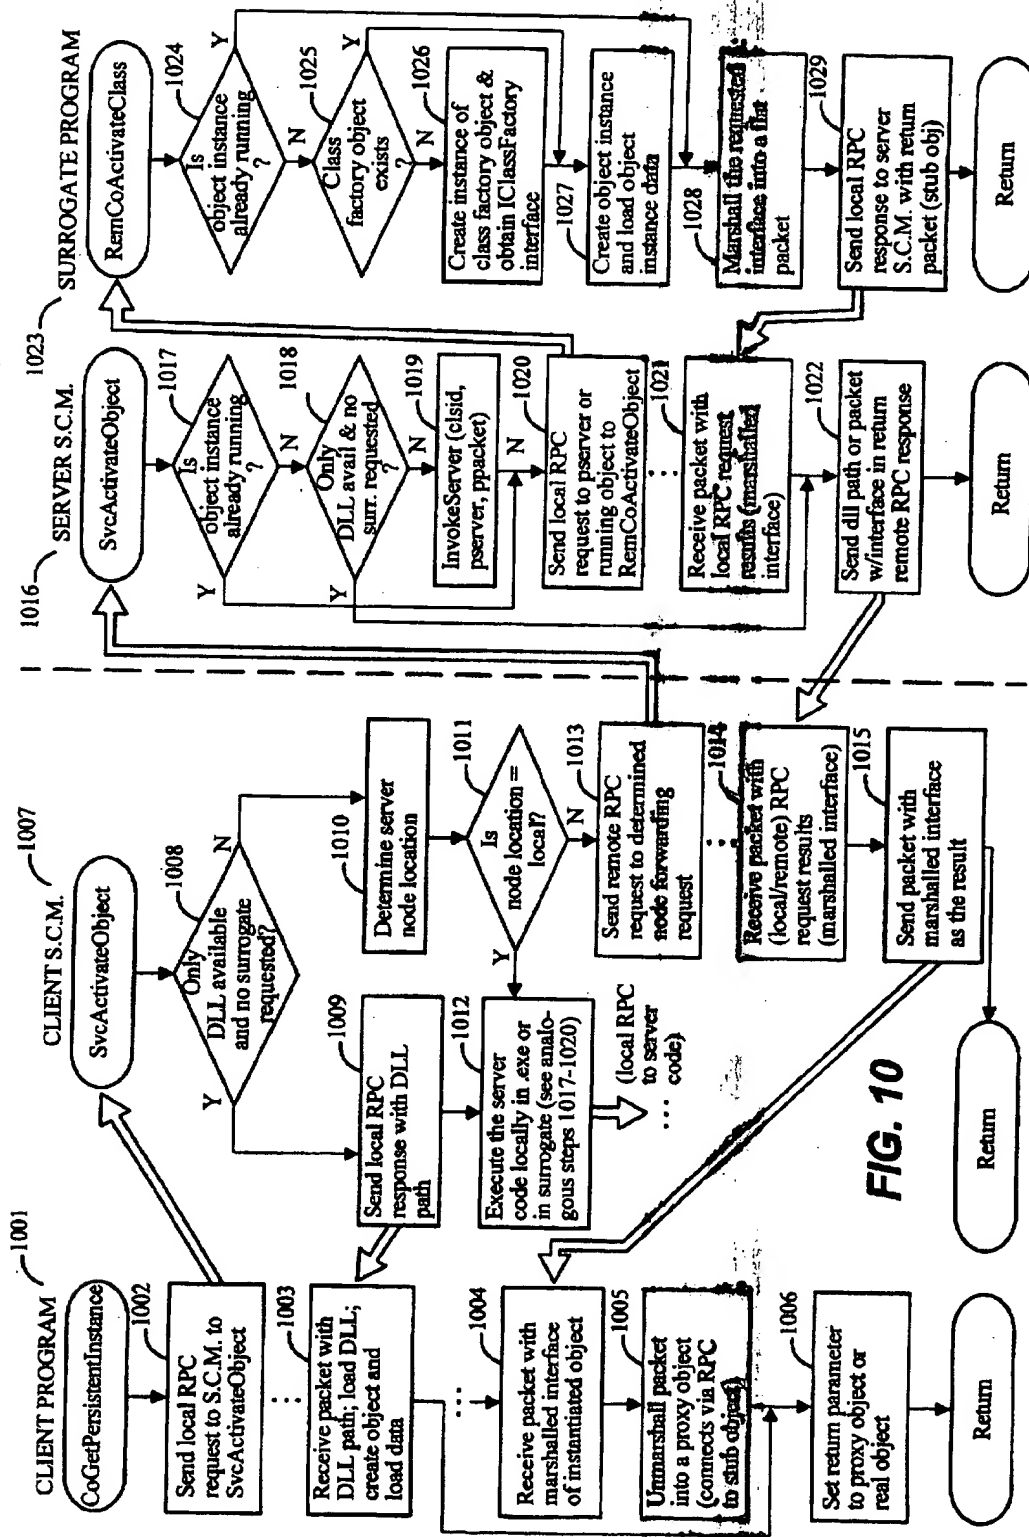 CLIENT PROGRAM
1001
CoGetPersistentInstance
1002
Send local RPC
request to S.C.M. to
SvcActivateObject
1003
Receive packet with
DLL path; load DLL;
create object and
load data
1004
Receive packet with
marshalled interface
of instantiated object
1005
Unmarshall packet
into a proxy object
(connects via RPC
to stub object)
1006
Set return parameter
to proxy object or
real object
Return
CLIENT S.C.M.
1007
SvcActivateObject
1008
Only
DLL available
and no surrogate
requested?
Y
N
1009
Send local RPC
response with DLL
path
1010
Determine server
node location
1011
Is
node location =
local?
Y
N
1012
Execute the server
code locally in .exe or
in surrogate (see analo-
gous steps 1017-1020)
(local RPC
to server
code)
1013
Send remote RPC
request to determined
node forwarding
request
1014
Receive packet with
(local/remote) RPC
request results
(marshalled interface)
1015
Send packet with
marshalled interface
as the result
Return
FIG. 10
1016
SERVER S.C.M.
SvcActivateObject
1017
Is
object instance
already running
?
Y
N
1018
Only
DLL avail & no
surr. requested
?
Y
N
1019
InvokeServer (clsid,
pserver, ppacket)
N
1020
Send local RPC
request to pserver or
running object to
RemCoActivateObject
1021
Receive packet with
local RPC request
results (marshalled
interface)
1022
Send dll path or packet
w/interface in return
remote RPC response
Return
1023
SURROGATE PROGRAM
RemCoActivateClass
1024
Is
object instance
already running
?
Y
N
1025
Class
factory object
exists
?
Y
N
1026
Create instance of
class factory object &
obtain IClassFactory
interface
1027
Create object instance
and load object
instance data
1028
Marshall the requested
interface into a flat
packet
1029
Send local RPC
response to server
S.C.M. with return
packet (stub obj)
Return